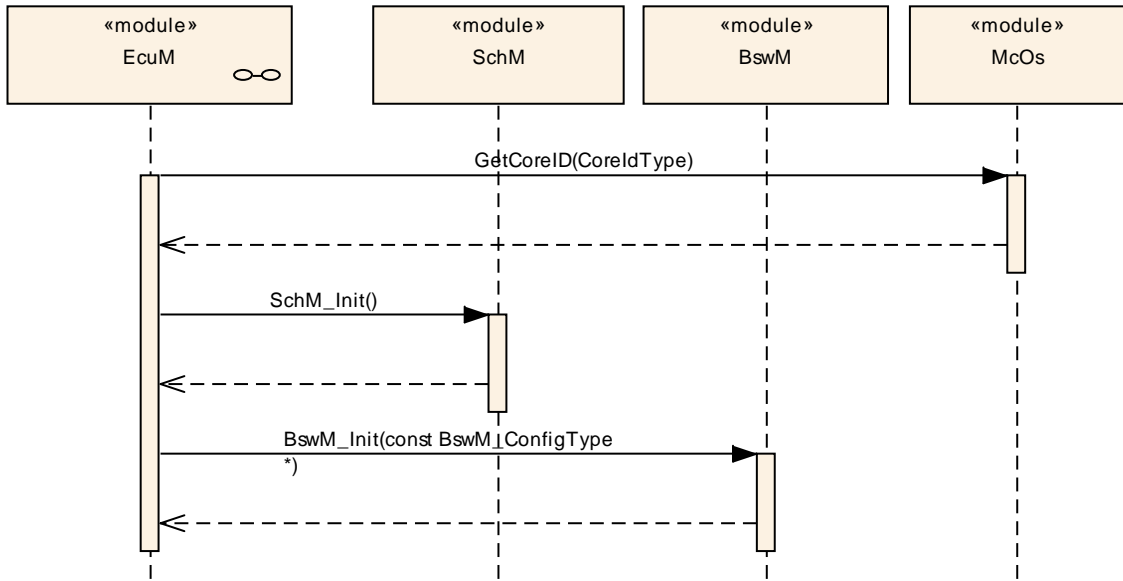 «module»
EcuM
«module»
SchM
«module»
BswM
«module»
McOs
GetCoreID(CoreIdType)
SchM_Init()
BswM_Init(const BswM_ConfigType
*)